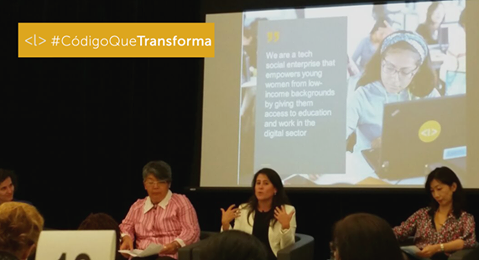 <l> #CódigoQueTransforma
"
We are a tech
social enterprise that
empowers young
woman from low-
income backgrounds
by giving them
access to education
and work in the
digital sector
<l>